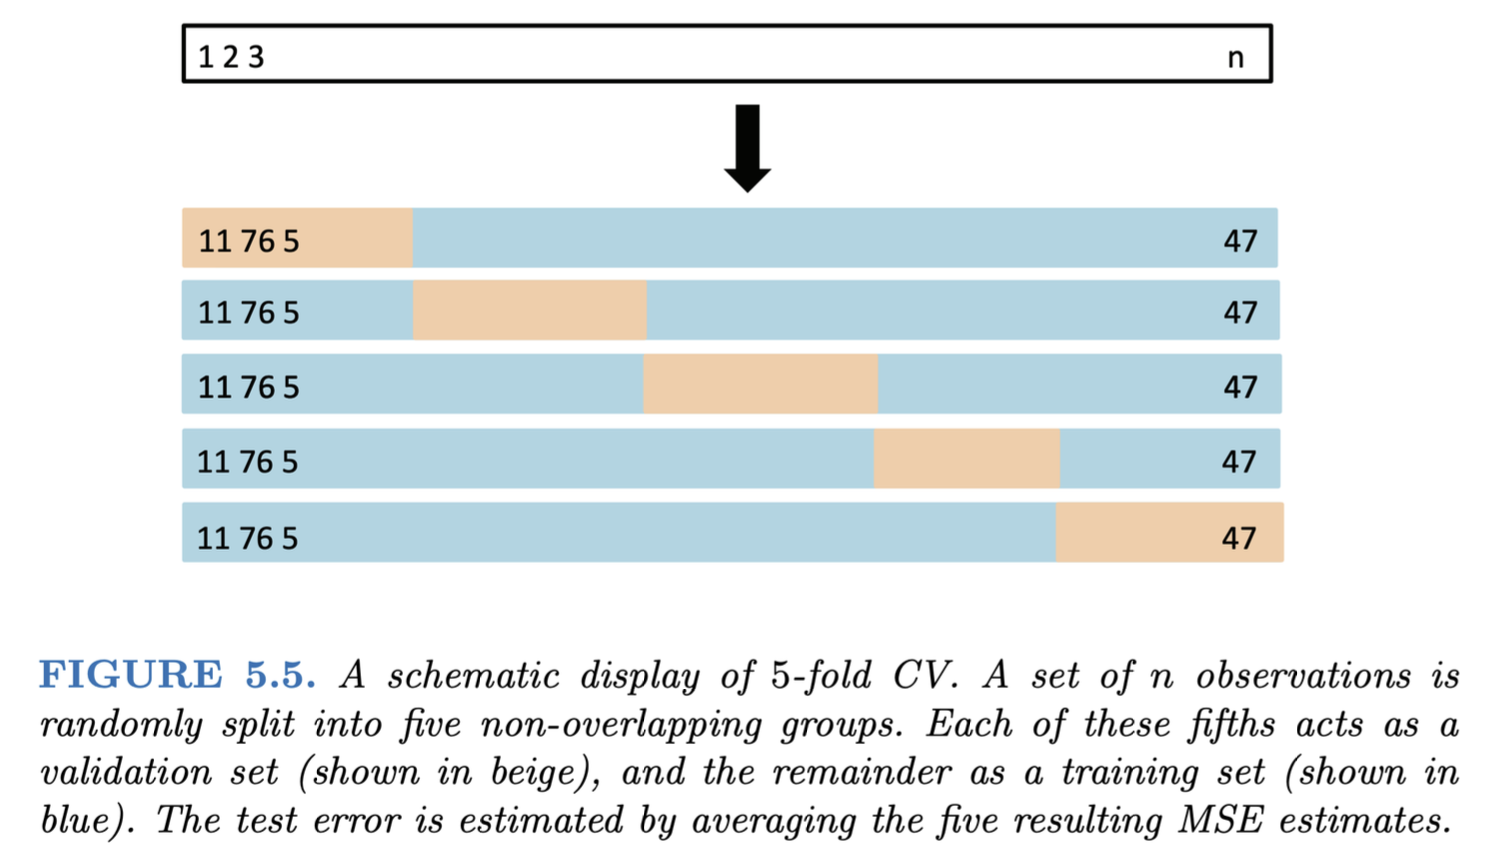 1 2 3 n
11 76 5 47
11 76 5 47
11 76 5 47
11 76 5 47
11 76 5 47
FIGURE 5.5. A schematic display of 5-fold CV. A set of n observations is
randomly split into five non-overlapping groups. Each of these fifths acts as a
validation set (shown in beige), and the remainder as a training set (shown in
blue). The test error is estimated by averaging the five resulting MSE estimates.